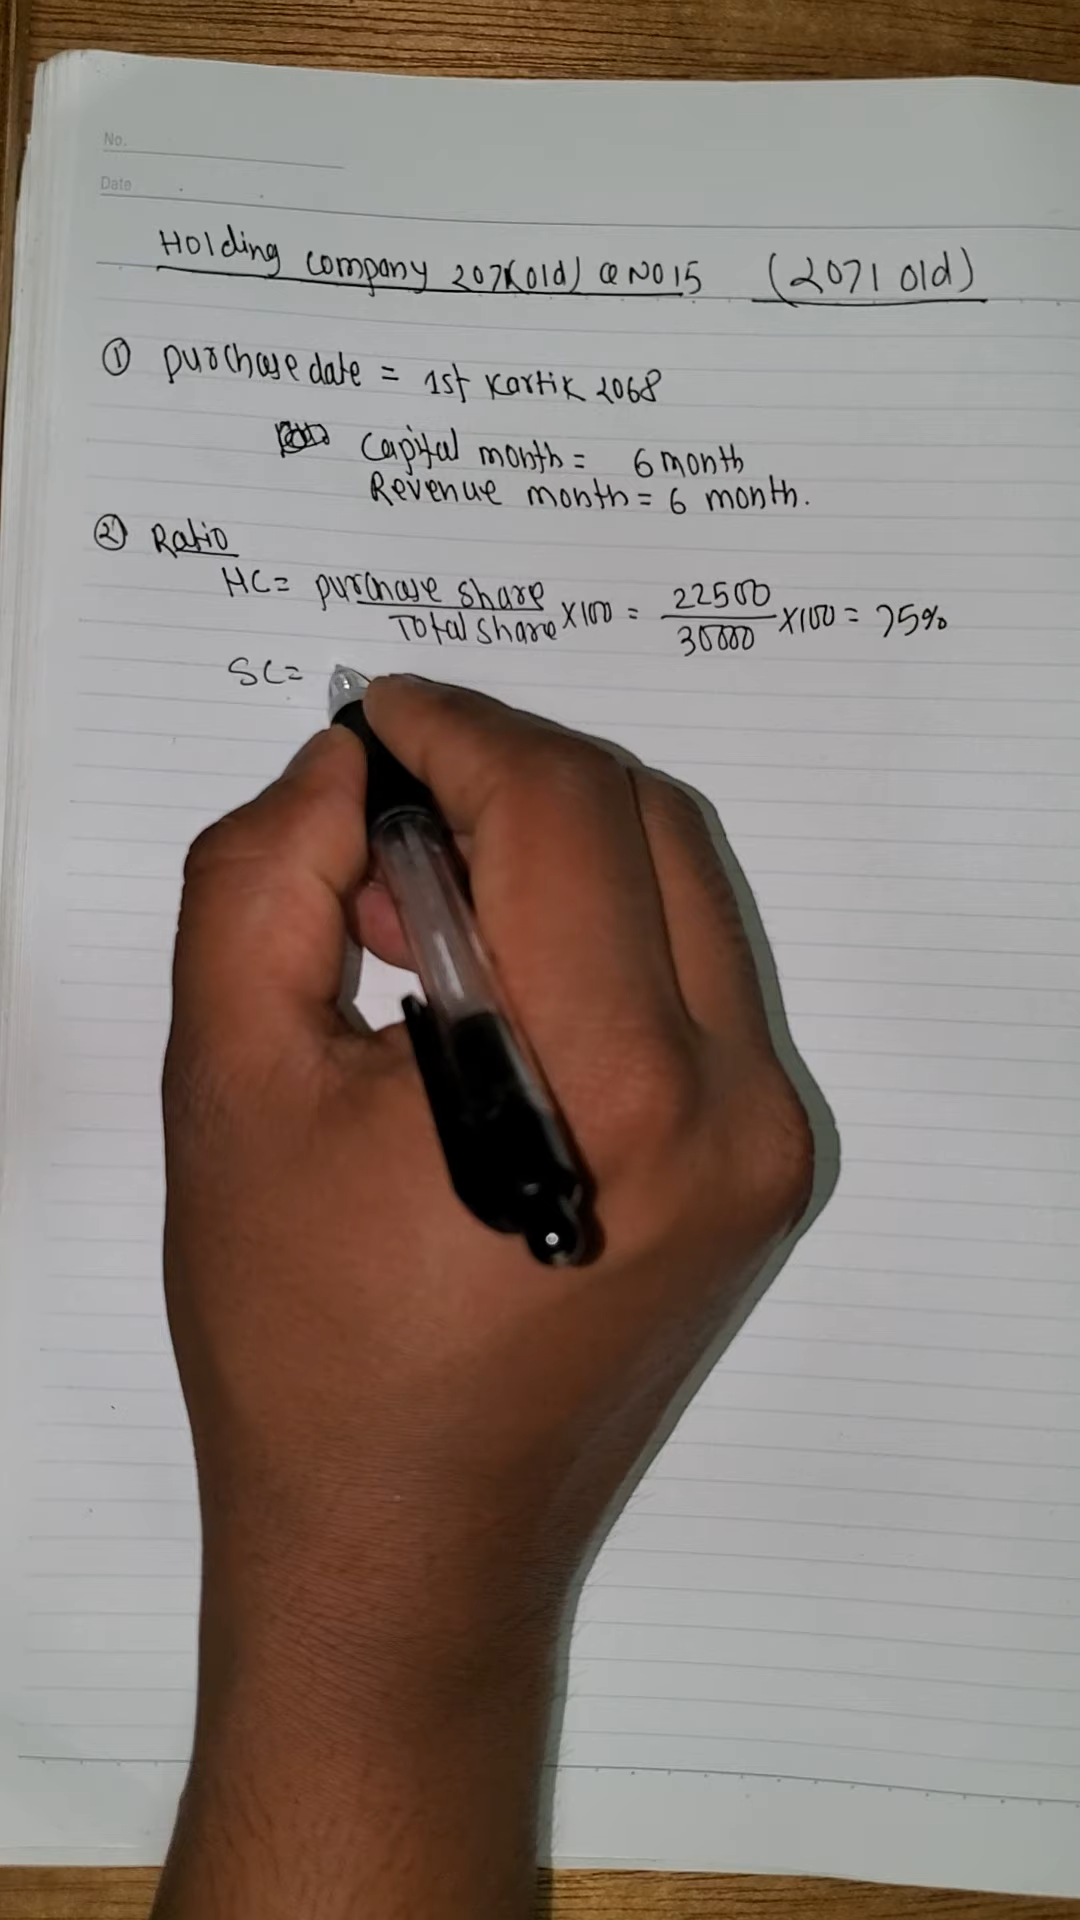 No.
Date
Holding company 2071(old) Q NO 15 (2071 old)
① purchase date = 1st Kartik 2068
Capital month = 6 month
Revenue month = 6 month.
② Ratio
HC = purchase share / Total share × 100 = 22500 / 30000 × 100 = 75%
SC =